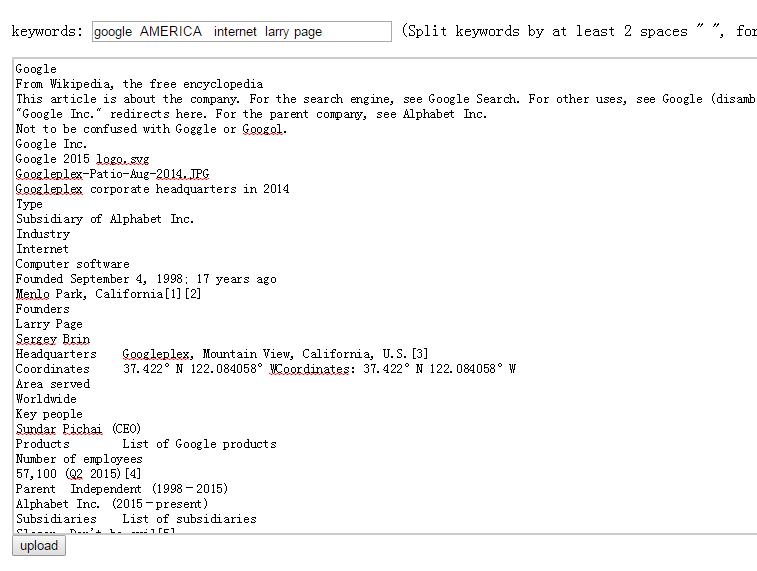 keywords: google  AMERICA   internet  larry page (Split keywords by at least 2 spaces " ", for
Google
From Wikipedia, the free encyclopedia
This article is about the company. For the search engine, see Google Search. For other uses, see Google (disamb
"Google Inc." redirects here. For the parent company, see Alphabet Inc.
Not to be confused with Goggle or Googol.
Google Inc.
Google 2015 logo.svg
Googleplex-Patio-Aug-2014.JPG
Googleplex corporate headquarters in 2014
Type
Subsidiary of Alphabet Inc.
Industry
Internet
Computer software
Founded September 4, 1998; 17 years ago
Menlo Park, California[1][2]
Founders
Larry Page
Sergey Brin
Headquarters    Googleplex, Mountain View, California, U.S.[3]
Coordinates     37.422° N 122.084058° WCoordinates: 37.422° N 122.084058° W
Area served
Worldwide
Key people
Sundar Pichai (CEO)
Products        List of Google products
Number of employees
57,100 (Q2 2015)[4]
Parent  Independent (1998–2015)
Alphabet Inc. (2015–present)
Subsidiaries    List of subsidiaries
Slogan  Don't be evil[5]
upload